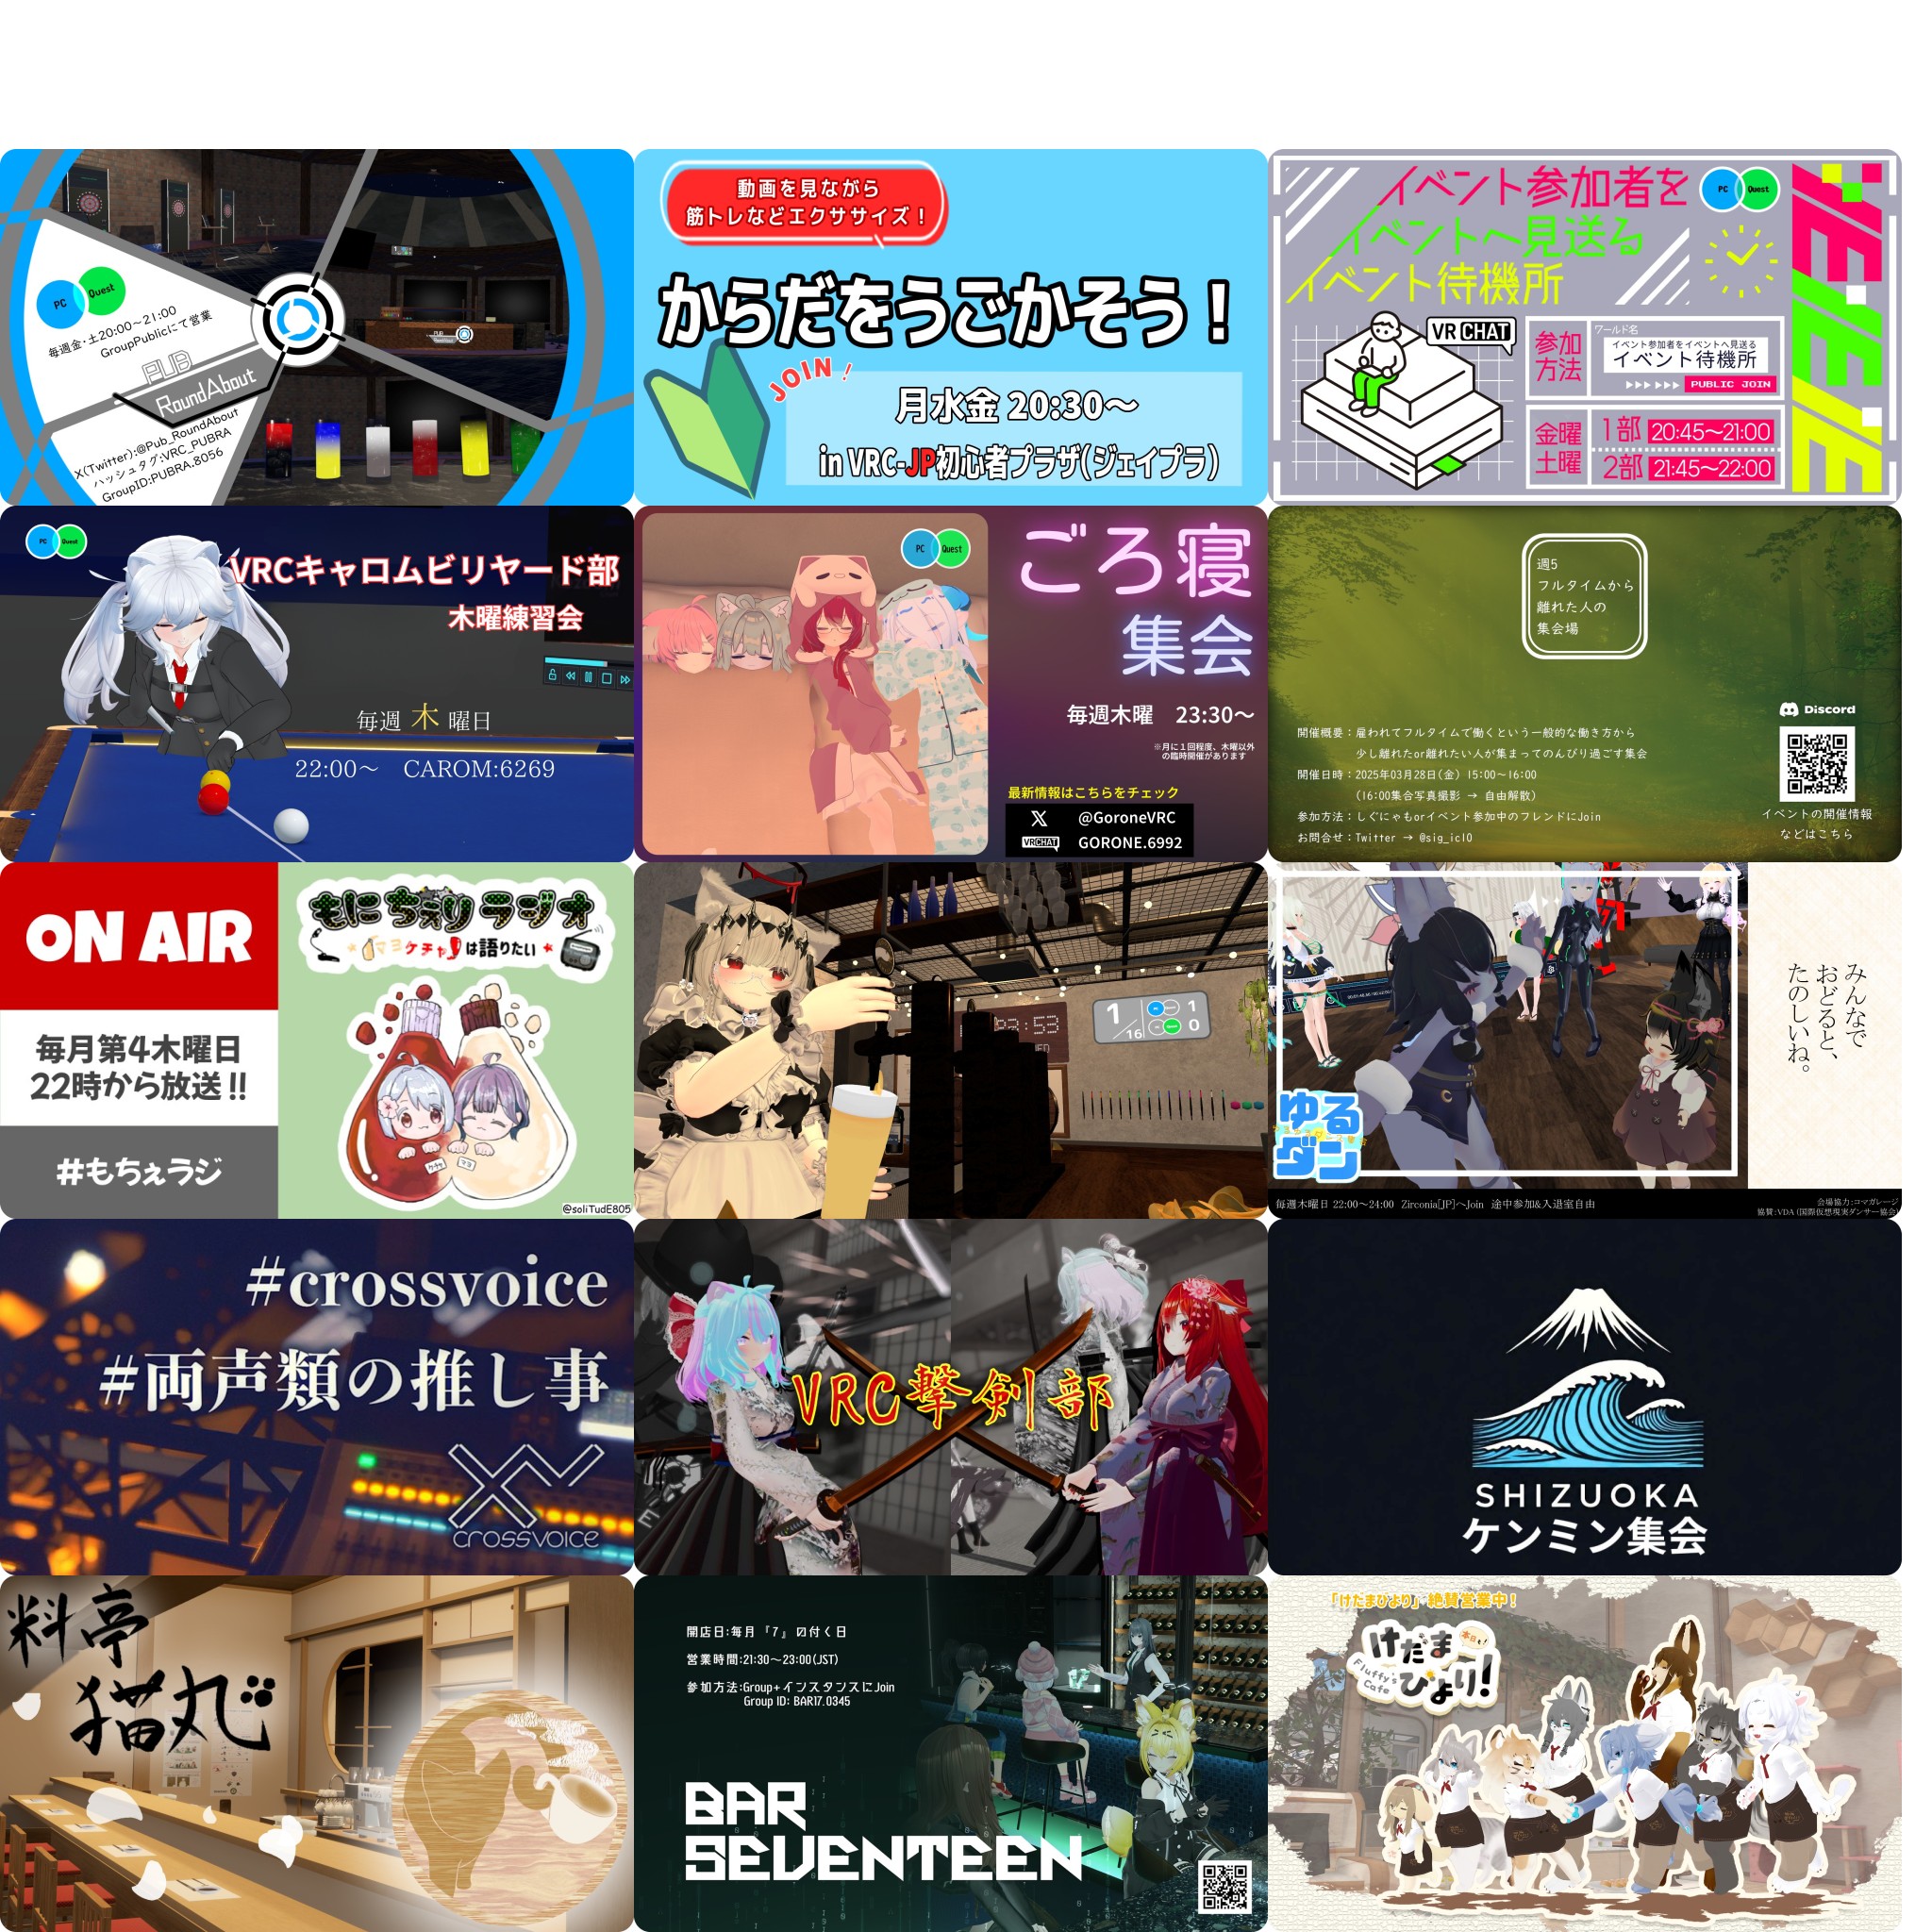 PC
Quest
毎週金・土20:00～21:00
GroupPublicにて営業
PUB
RoundAbout
X(Twitter):@Pub_RoundAbout
ハッシュタグ:VRC_PUBRA
GroupID:PUBRA.8056
動画を見ながら
筋トレなどエクササイズ！
からだをうごかそう！
JOIN！
月水金 20:30～
in VRC-JP初心者プラザ(ジェイプラ)
イベント参加者を
イベントへ見送る
イベント待機所
PC
Quest
VRCHAT
参加
方法
ワールド名
イベント参加者をイベントへ見送る
イベント待機所
PUBLIC JOIN
金曜
土曜
1部 20:45～21:00
2部 21:45～22:00
PC
Quest
VRCキャロムビリヤード部
木曜練習会
毎週 木 曜日
22:00～ CAROM:6269
PC
Quest
ごろ寝
集会
毎週木曜 23:30～
※月に１回程度、木曜以外
の臨時開催があります
最新情報はこちらをチェック
X @GoroneVRC
VRCHAT GORONE.6992
週5
フルタイムから
離れた人の
集会場
開催概要：雇われてフルタイムで働くという一般的な働き方から
少し離れたor離れたい人が集まってのんびり過ごす集会
開催日時：2025年03月28日(金) 15:00～16:00
(16:00集合写真撮影 → 自由解散)
参加方法：しぐにゃもorイベント参加中のフレンドにJoin
お問合せ：Twitter → @sig_icl0
Discord
イベントの開催情報
などはこちら
ON AIR
毎月第4木曜日
22時から放送!!
#もちぇラジ
もにちぇりラジオ
マヨケチャは語りたい
ケチャ
マヨ
@soliTudE805
1/16
1
0
みんなで
おどると、
たのしいね。
ゆる
ダン
毎週木曜日 22:00～24:00 Zirconia[JP]へJoin 途中参加&入退室自由
会場協力:コマガレージ
協賛:VDA (国際仮想現実ダンサー協会)
#crossvoice
#両声類の推し事
crossvoice
VRC撃剣部
SHIZUOKA
ケンミン集会
料亭
猫丸
開店日:毎月『7』の付く日
営業時間:21:30～23:00(JST)
参加方法:Group+インスタンスにJoin
Group ID: BAR17.0345
BAR
SEVENTEEN
「けだまびより」絶賛営業中！
けだま
びより!
本日も!
Fluffy's
Cafe